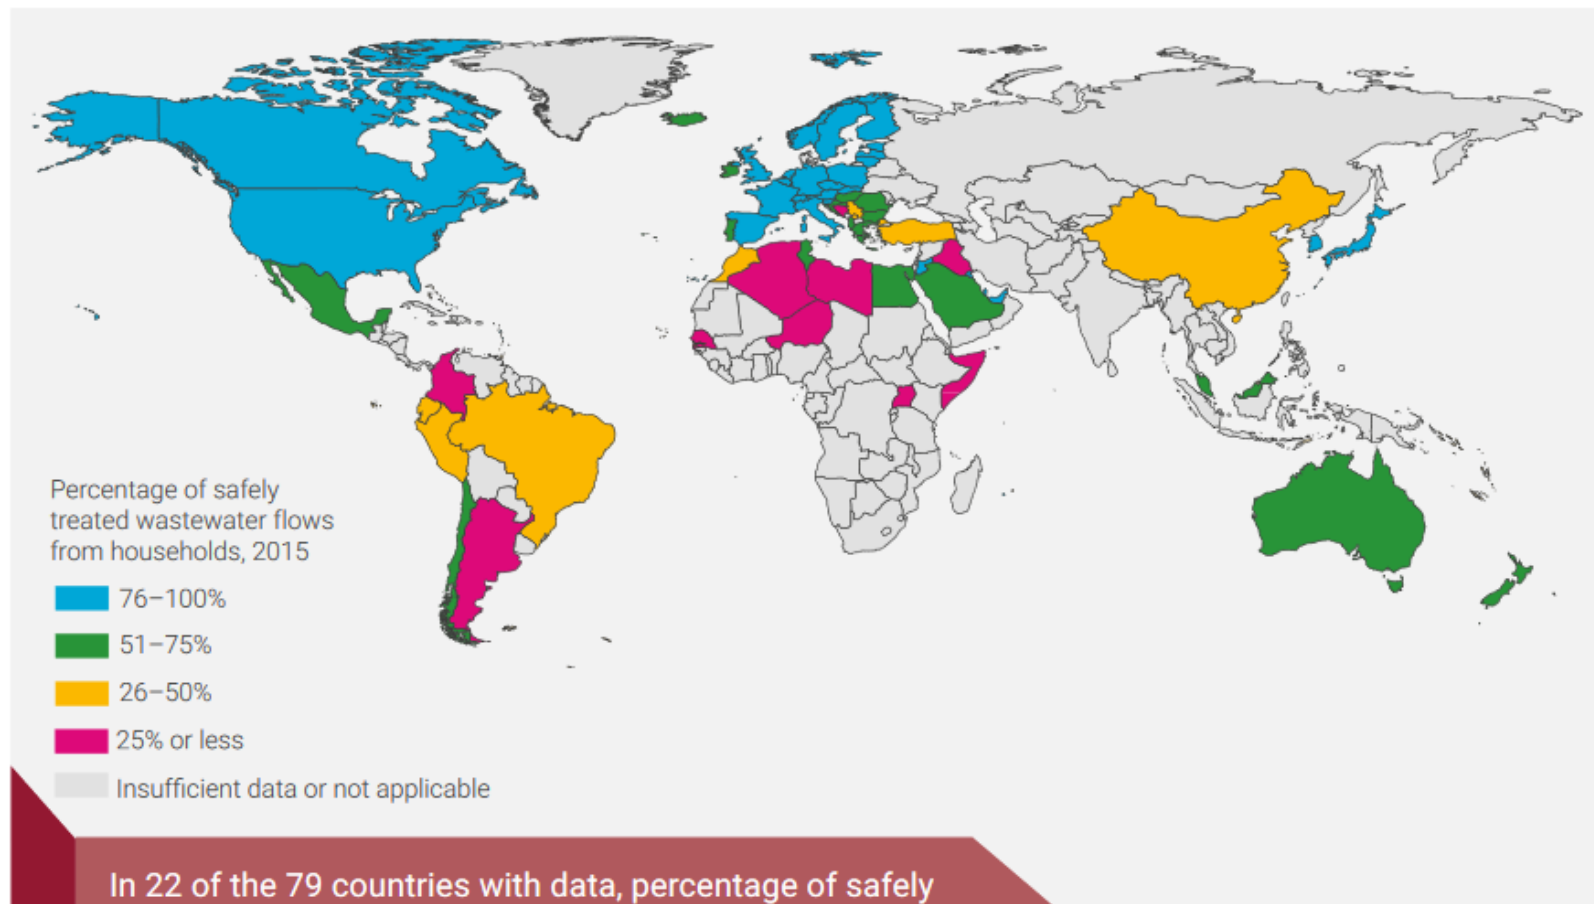 Percentage of safely
treated wastewater flows
from households, 2015
76–100%
51–75%
26–50%
25% or less
Insufficient data or not applicable
In 22 of the 79 countries with data, percentage of safely